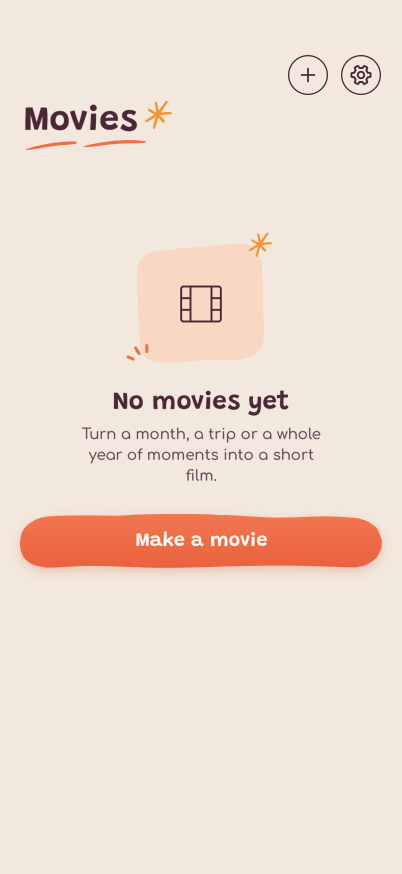 Movies
No movies yet
Turn a month, a trip or a whole
year of moments into a short
film.
Make a movie